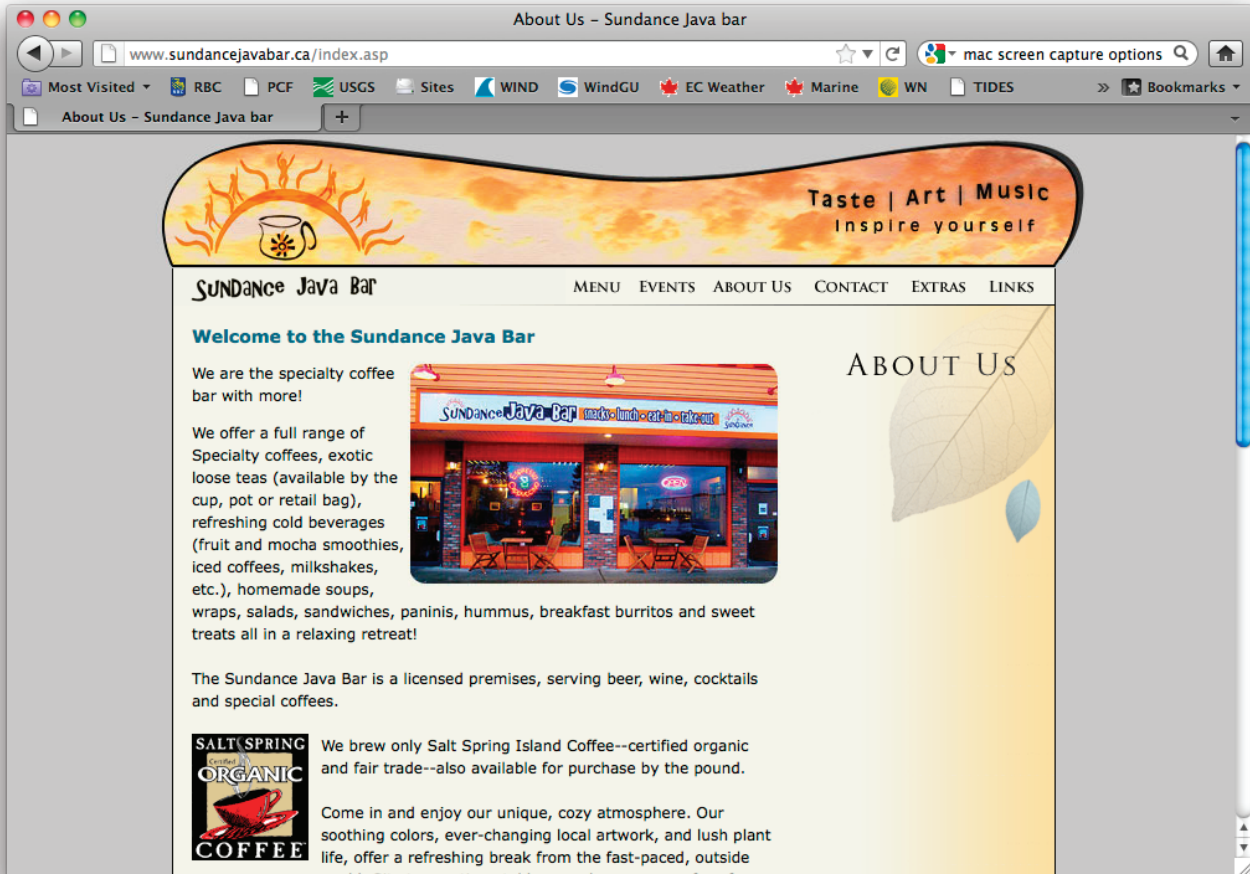 About Us – Sundance Java bar
www.sundancejavabar.ca/index.asp
mac screen capture options
Most Visited RBC PCF USGS Sites WIND WindGU EC Weather Marine WN TIDES » Bookmarks
About Us – Sundance Java bar +
Taste | Art | Music
Inspire yourself
Sundance Java Bar
Menu Events About Us Contact Extras Links
Welcome to the Sundance Java Bar
About Us
We are the specialty coffee
bar with more!
We offer a full range of
Specialty coffees, exotic
loose teas (available by the
cup, pot or retail bag),
refreshing cold beverages
(fruit and mocha smoothies,
iced coffees, milkshakes,
etc.), homemade soups,
wraps, salads, sandwiches, paninis, hummus, breakfast burritos and sweet
treats all in a relaxing retreat!
Sundance Java Bar snacks • lunch • eat-in • take out Sundance
ESPRESSO
OPEN
The Sundance Java Bar is a licensed premises, serving beer, wine, cocktails
and special coffees.
SALT SPRING
Certified
ORGANIC
COFFEE
We brew only Salt Spring Island Coffee--certified organic
and fair trade--also available for purchase by the pound.
Come in and enjoy our unique, cozy atmosphere. Our
soothing colors, ever-changing local artwork, and lush plant
life, offer a refreshing break from the fast-paced, outside